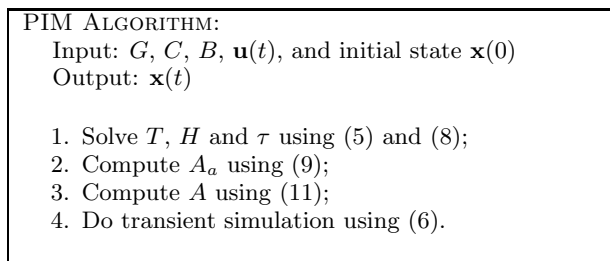 PIM ALGORITHM:
Input: G, C, B, u(t), and initial state x(0)
Output: x(t)
1. Solve T, H and τ using (5) and (8);
2. Compute A_a using (9);
3. Compute A using (11);
4. Do transient simulation using (6).